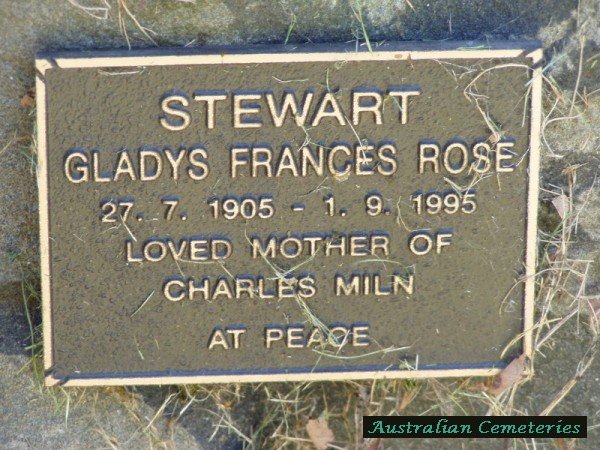 STEWART
GLADYS FRANCES ROSE
27. 7. 1905 - 1. 9. 1995
LOVED MOTHER OF
CHARLES MILN
AT PEACE
Australian Cemeteries